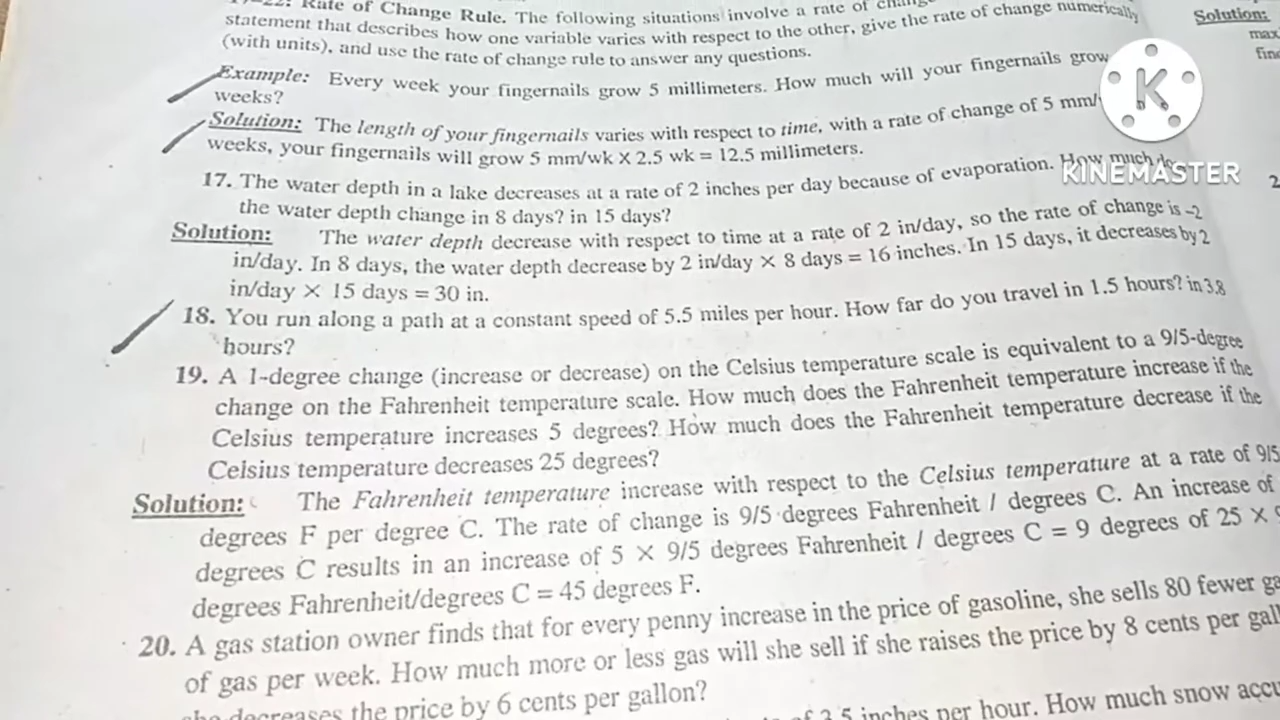 Rate of Change Rule. The following situations involve a rate of
statement that describes how one variable varies with respect to the other, give the rate of change numerically
(with units), and use the rate of change rule to answer any questions.
Example: Every week your fingernails grow 5 millimeters. How much will your fingernails grow
weeks?
Solution: The length of your fingernails varies with respect to time, with a rate of change of 5 mm/
weeks, your fingernails will grow 5 mm/wk X 2.5 wk = 12.5 millimeters.
17. The water depth in a lake decreases at a rate of 2 inches per day because of evaporation. How much
the water depth change in 8 days? in 15 days?
Solution: The water depth decrease with respect to time at a rate of 2 in/day, so the rate of change is -2
in/day. In 8 days, the water depth decrease by 2 in/day × 8 days = 16 inches. In 15 days, it decreases by 2
in/day × 15 days = 30 in.
18. You run along a path at a constant speed of 5.5 miles per hour. How far do you travel in 1.5 hours? in 3.8
hours?
19. A 1-degree change (increase or decrease) on the Celsius temperature scale is equivalent to a 9/5-degree
change on the Fahrenheit temperature scale. How much does the Fahrenheit temperature increase if the
Celsius temperature increases 5 degrees? How much does the Fahrenheit temperature decrease if the
Celsius temperature decreases 25 degrees?
Solution: The Fahrenheit temperature increase with respect to the Celsius temperature at a rate of 9/5
degrees F per degree C. The rate of change is 9/5 degrees Fahrenheit / degrees C. An increase of
degrees C results in an increase of 5 × 9/5 degrees Fahrenheit / degrees C = 9 degrees of 25 ×
degrees Fahrenheit/degrees C = 45 degrees F.
20. A gas station owner finds that for every penny increase in the price of gasoline, she sells 80 fewer
of gas per week. How much more or less gas will she sell if she raises the price by 8 cents per
she decreases the price by 6 cents per gallon?
of 3.5 inches per hour. How much snow
Solution:
max
K
KINEMASTER
2